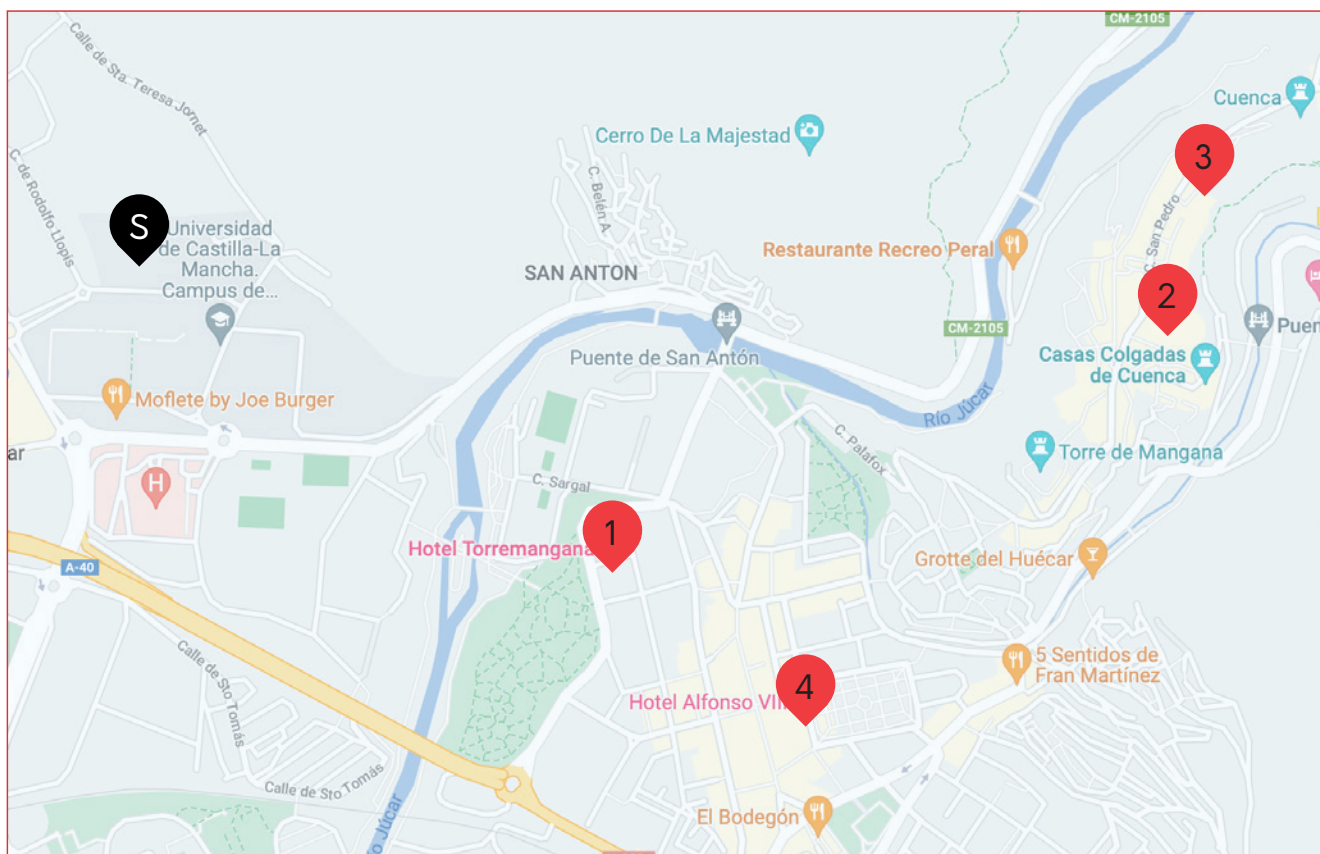 CM-2105
Calle de Sta. Teresa Jornet
Cuenca
Cerro De La Majestad
3
C. de Rodolfo Llopis
C. Belén A
S
Universidad
de Castilla-La
Mancha.
Campus de...
C. San Pedro
Restaurante Recreo Peral
SAN ANTON
2
CM-2105
Puen
Puente de San Antón
Casas Colgadas
de Cuenca
Moflete by Joe Burger
Río Júcar
C. Palafox
ar
Torre de Mangana
H
C. Sargal
1
Hotel Torremangana
Grotte del Huécar
A-40
Calle de Sto Tomás
5 Sentidos de
Fran Martínez
4
Hotel Alfonso VIII
Calle de Sto Tomás
El Bodegón
ío Júcar